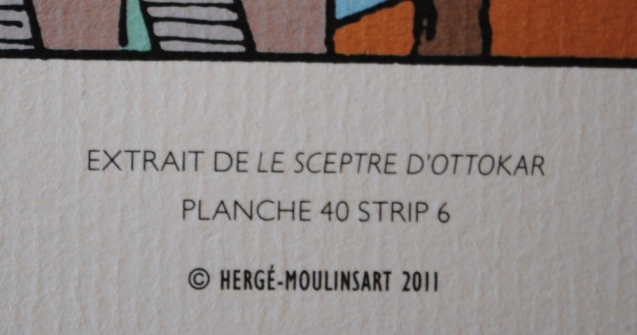 EXTRAIT DE LE SCEPTRE D'OTTOKAR
PLANCHE 40 STRIP 6
© HERGÉ-MOULINSART 2011